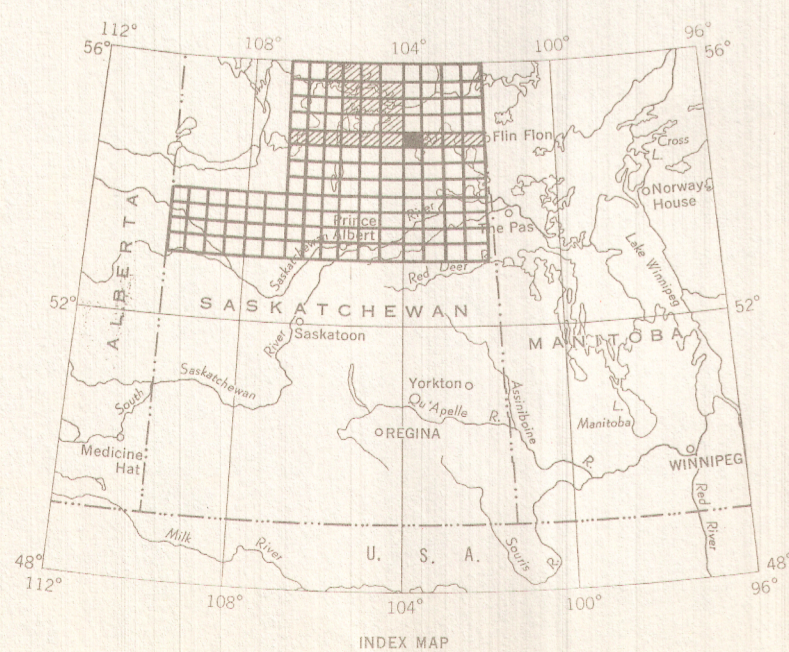 112°
56°
108°
104°
100°
96°
56°
Flin Flon
Cross
L.
Norway
House
Prince
Albert
River
The Pas
Saskatchewan
Red Deer
Lake Winnipeg
ALBERTA
52°
SASKATCHEWAN
52°
MANITOBA
River
Saskatoon
South
Saskatchewan
Yorkton
Qu'Apelle R.
Assiniboine
R.
L.
Manitoba
REGINA
Medicine
Hat
WINNIPEG
Red
River
Milk River
U. S. A.
Souris
R.
48°
112°
108°
104°
100°
48°
96°
INDEX MAP